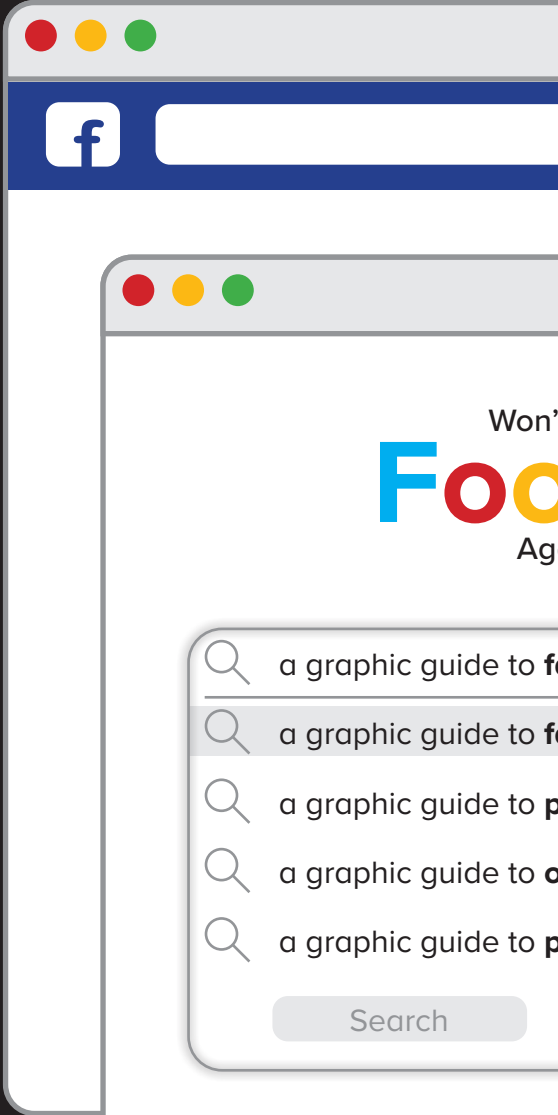 f
Won'
Foo
Ag
a graphic guide to f
a graphic guide to f
a graphic guide to p
a graphic guide to o
a graphic guide to p
Search